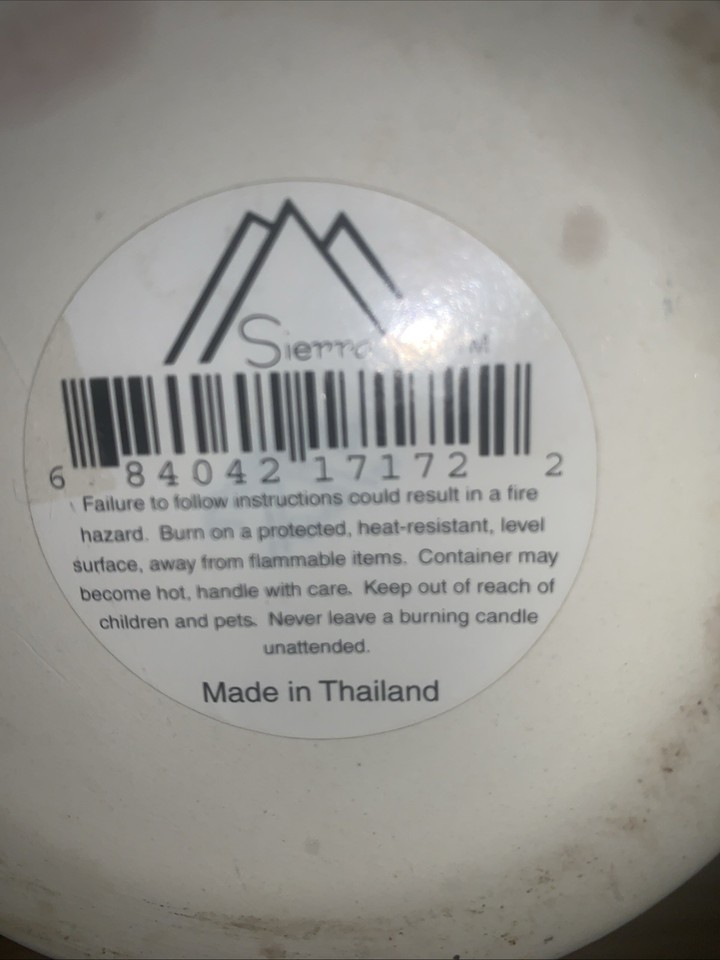 Sierra
6 84042 17172 2
Failure to follow instructions could result in a fire
hazard. Burn on a protected, heat-resistant, level
surface, away from flammable items. Container may
become hot, handle with care. Keep out of reach of
children and pets. Never leave a burning candle
unattended.
Made in Thailand